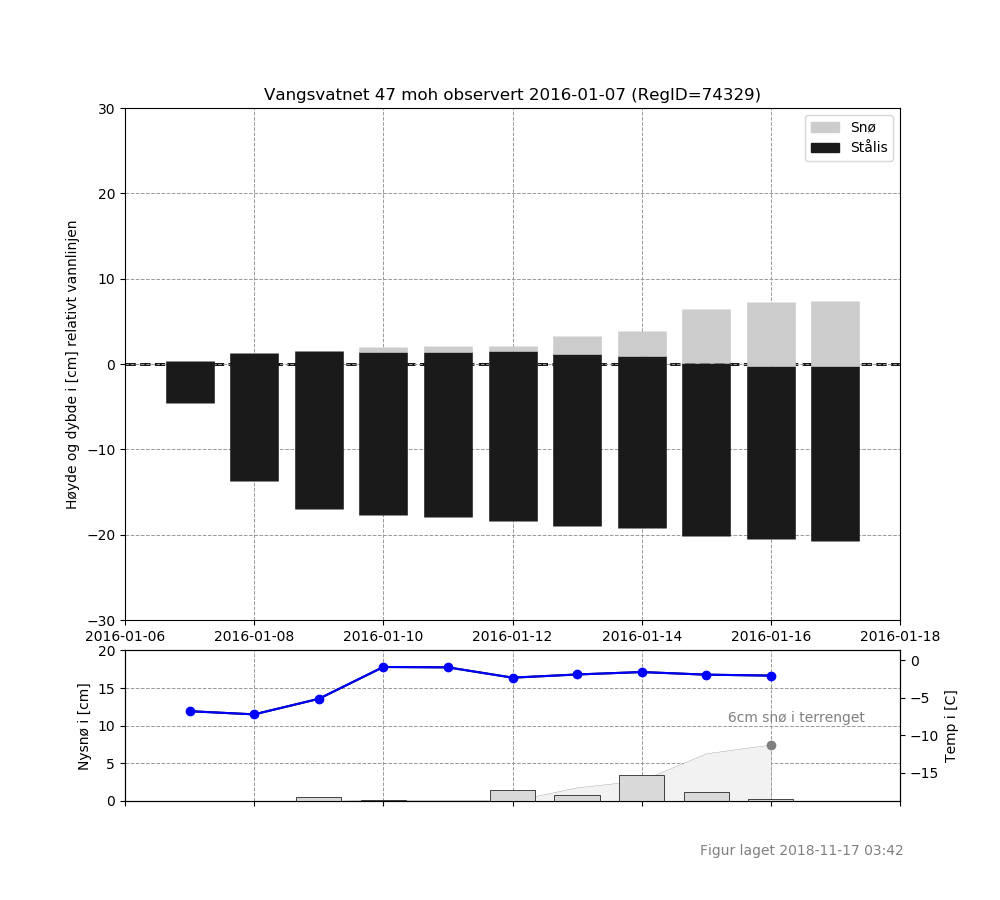 Vangsvatnet 47 moh observert 2016-01-07 (RegID=74329)
Høyde og dybde i [cm] relativt vannlinjen
30
20
10
0
−10
−20
−30
Snø
Stålis
2016-01-06 2016-01-08 2016-01-10 2016-01-12 2016-01-14 2016-01-16 2016-01-18
Nysnø i [cm]
20
15
10
5
0
6cm snø i terrenget
0
−5
−10
−15
Temp i [C]
Figur laget 2018-11-17 03:42